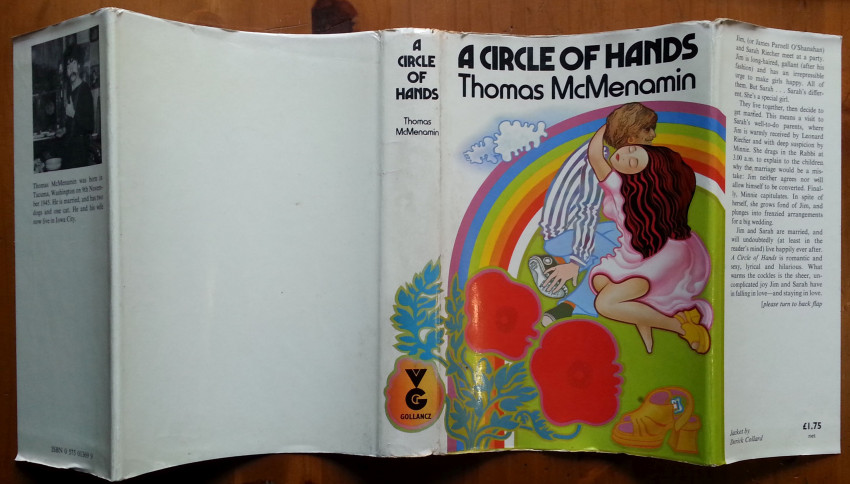 Thomas McMenamin was born in
Tacoma, Washington on 9th Novem-
ber 1947. He is married, and has two
dogs and one cat. He and his wife
now live in Iowa City.
ISBN 0 575
A
CIRCLE
OF
HANDS
Thomas
McMenamin
VG
GOLLANCZ
A CIRCLE OF HANDS
Thomas McMenamin
Jim, (or James Parnell O'Shanahan)
and Sarah Riecher meet at a party.
Jim is long-haired, gallant (after his
fashion) and has an irrepressible
urge to make girls happy. All of
them. But Sarah . . . Sarah's differ-
ent. She's a special girl.
They live together, then decide to
get married. This means a visit to
Sarah's well-to-do parents, where
Jim is warmly received by Leonard
Riecher and with deep suspicion by
Minnie. She drags in the Rabbi at
3.00 a.m. to explain to the children
why the marriage would be a mis-
take: Jim neither agrees nor will
allow himself to be converted. Final-
ly, Minnie capitulates. In spite of
herself, she grows fond of Jim, and
plunges into frenzied arrangements
for a big wedding.
Jim and Sarah are married, and
will undoubtedly (at least in the
reader's mind) live happily ever after.
A Circle of Hands is romantic and
sexy, lyrical and hilarious. What
warms the cockles is the sheer, un-
complicated joy Jim and Sarah have
in falling in love—and staying in love.
[please turn to back flap
Jacket by
Derek Collard
£1.75
net